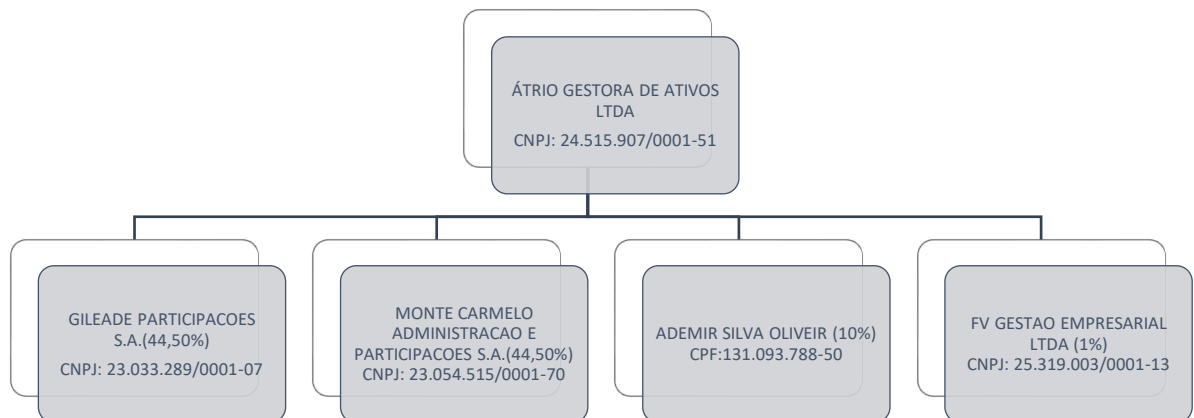 ÁTRIO GESTORA DE ATIVOS
LTDA
CNPJ: 24.515.907/0001-51
GILEADE PARTICIPACOES
S.A.(44,50%)
CNPJ: 23.033.289/0001-07
MONTE CARMELO
ADMINISTRACAO E
PARTICIPACOES S.A.(44,50%)
CNPJ: 23.054.515/0001-70
ADEMIR SILVA OLIVEIR (10%)
CPF:131.093.788-50
FV GESTAO EMPRESARIAL
LTDA (1%)
CNPJ: 25.319.003/0001-13